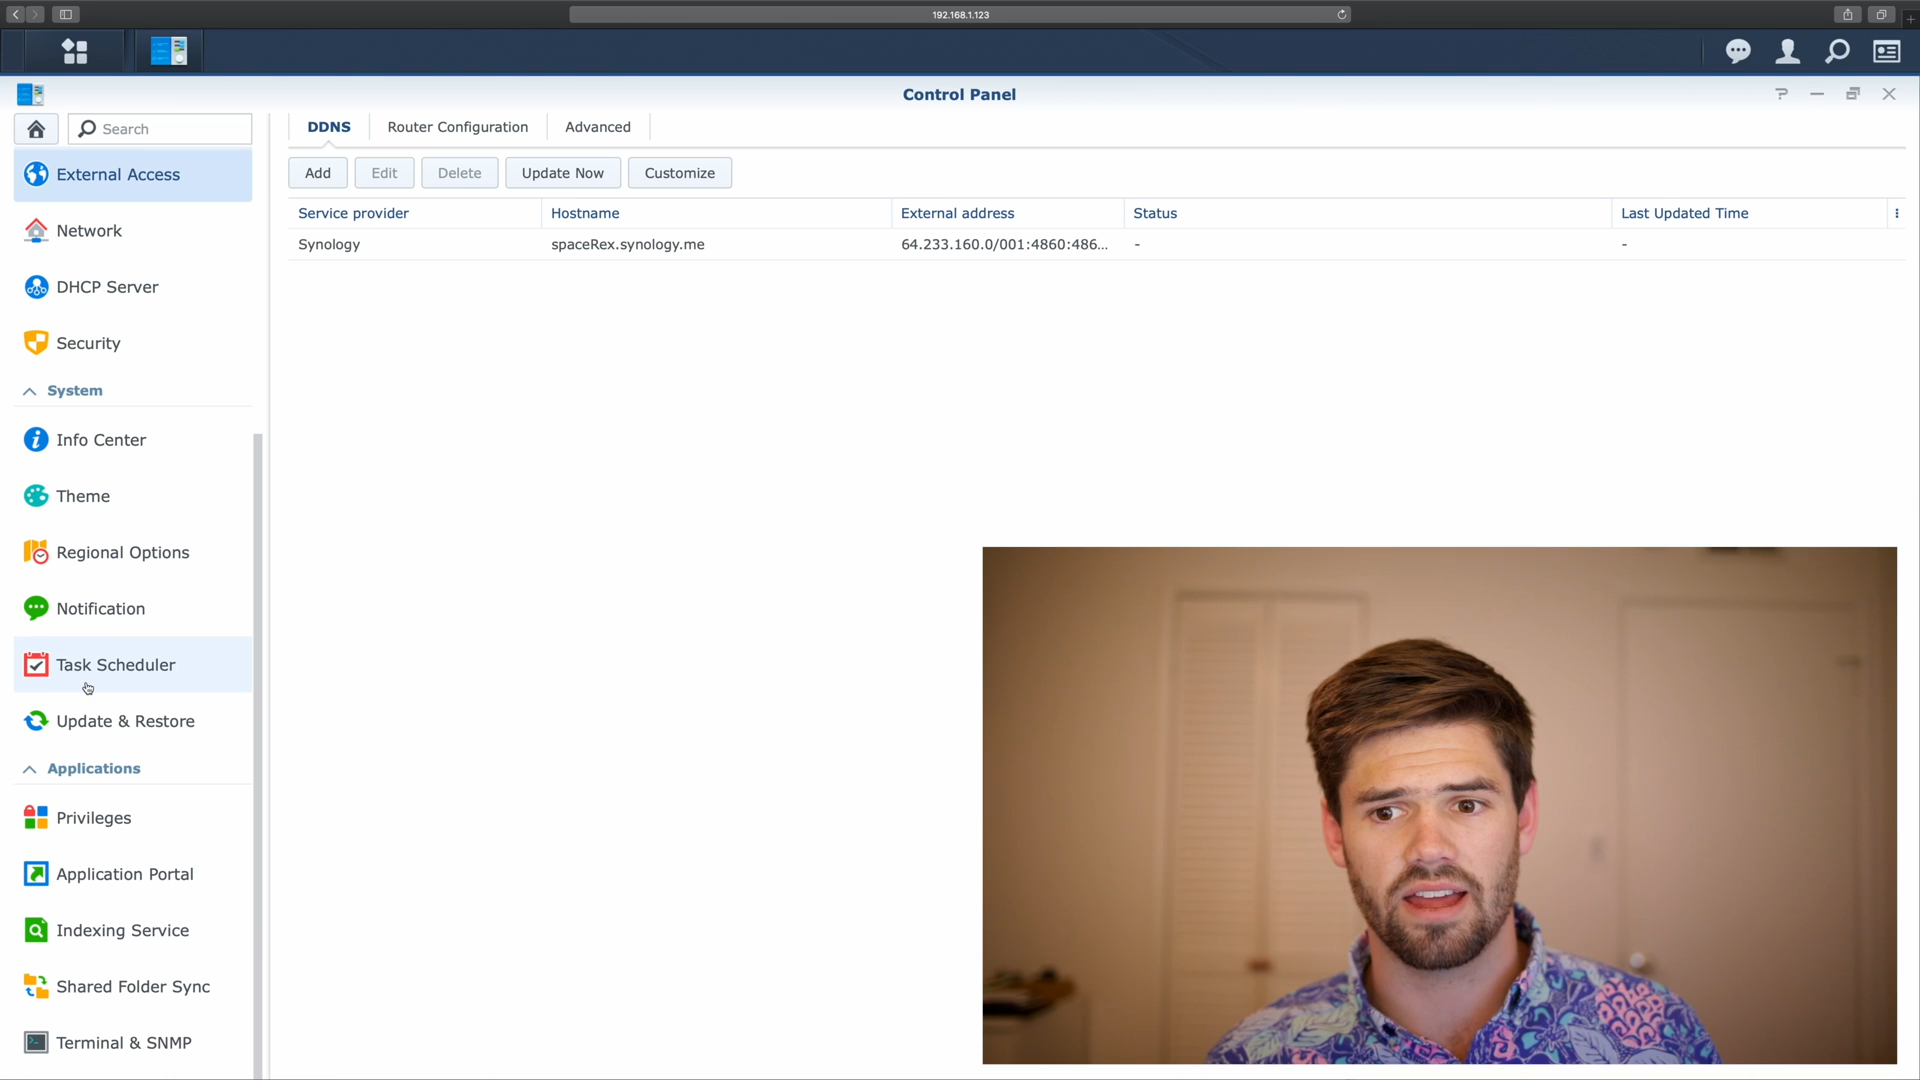 192.168.1.123
Control Panel
Search
External Access
Network
DHCP Server
Security
System
Info Center
Theme
Regional Options
Notification
Task Scheduler
Update & Restore
Applications
Privileges
Application Portal
Indexing Service
Shared Folder Sync
Terminal & SNMP
DDNS Router Configuration Advanced
Add Edit Delete Update Now Customize
Service provider Hostname External address Status Last Updated Time
Synology spaceRex.synology.me 64.233.160.0/001:4860:486... - -